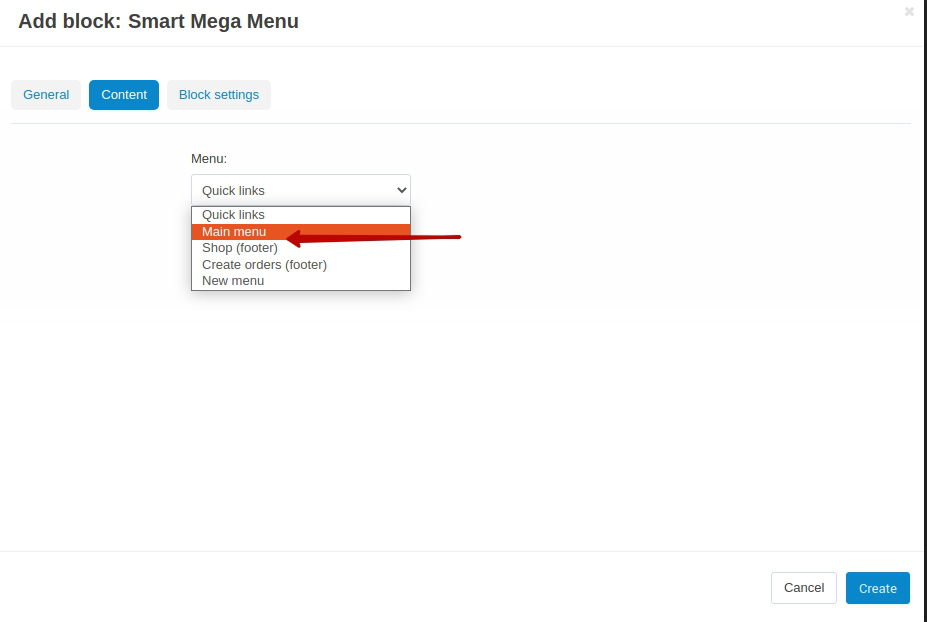 Add block: Smart Mega Menu
General
Content
Block settings
Menu:
Quick links
Quick links
Main menu
Shop (footer)
Create orders (footer)
New menu
Cancel
Create